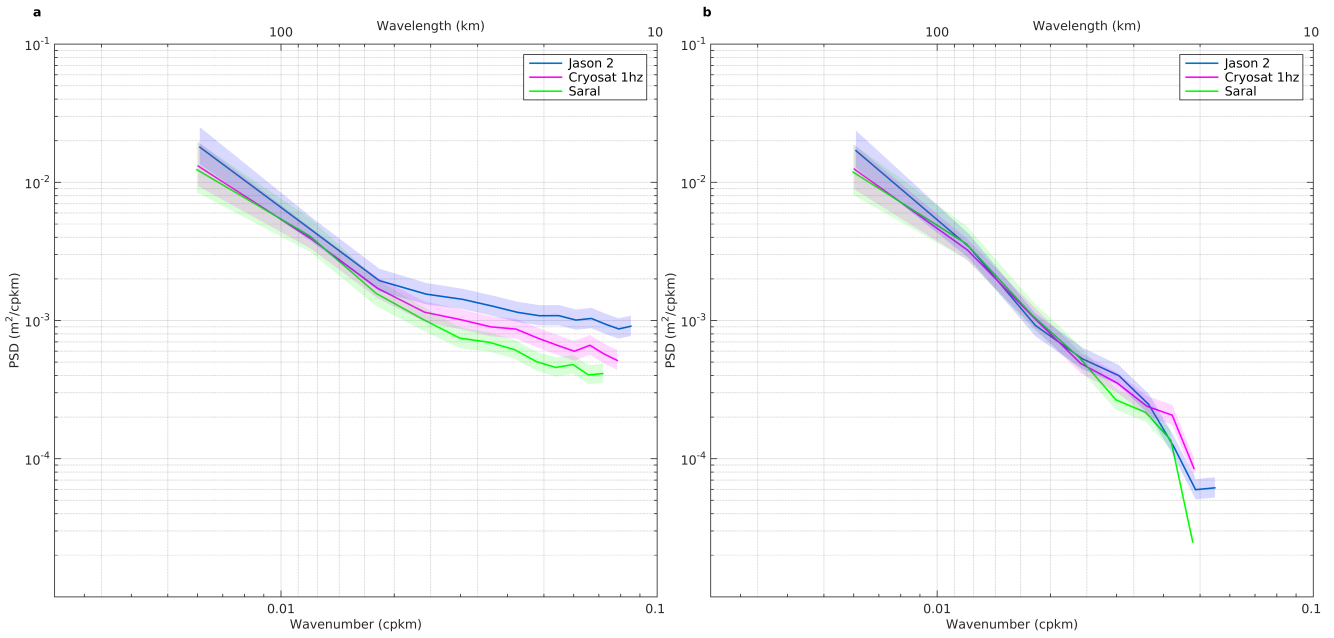 a
Wavelength (km)
100
10
10^-1
Jason 2
Cryosat 1hz
Saral
10^-2
10^-3
10^-4
PSD (m^2/cpkm)
0.01
0.1
Wavenumber (cpkm)
b
Wavelength (km)
100
10
10^-1
Jason 2
Cryosat 1hz
Saral
10^-2
10^-3
10^-4
PSD (m^2/cpkm)
0.01
0.1
Wavenumber (cpkm)